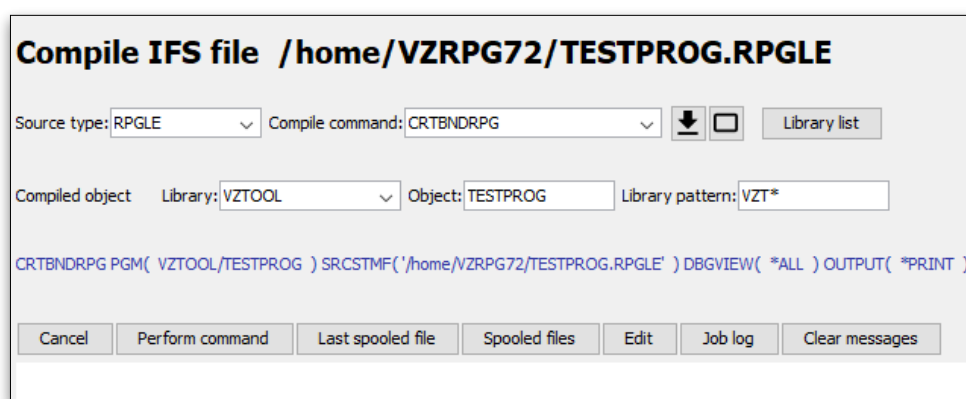 Compile IFS file /home/VZRPG72/TESTPROG.RPGLE
Source type: RPGLE Compile command: CRTBNDRPG Library list
Compiled object Library: VZTOOL Object: TESTPROG Library pattern: VZT*
CRTBNDRPG PGM( VZTOOL/TESTPROG ) SRCSTMF( '/home/VZRPG72/TESTPROG.RPGLE' ) DBGVIEW( *ALL ) OUTPUT( *PRINT )
Cancel Perform command Last spooled file Spooled files Edit Job log Clear messages